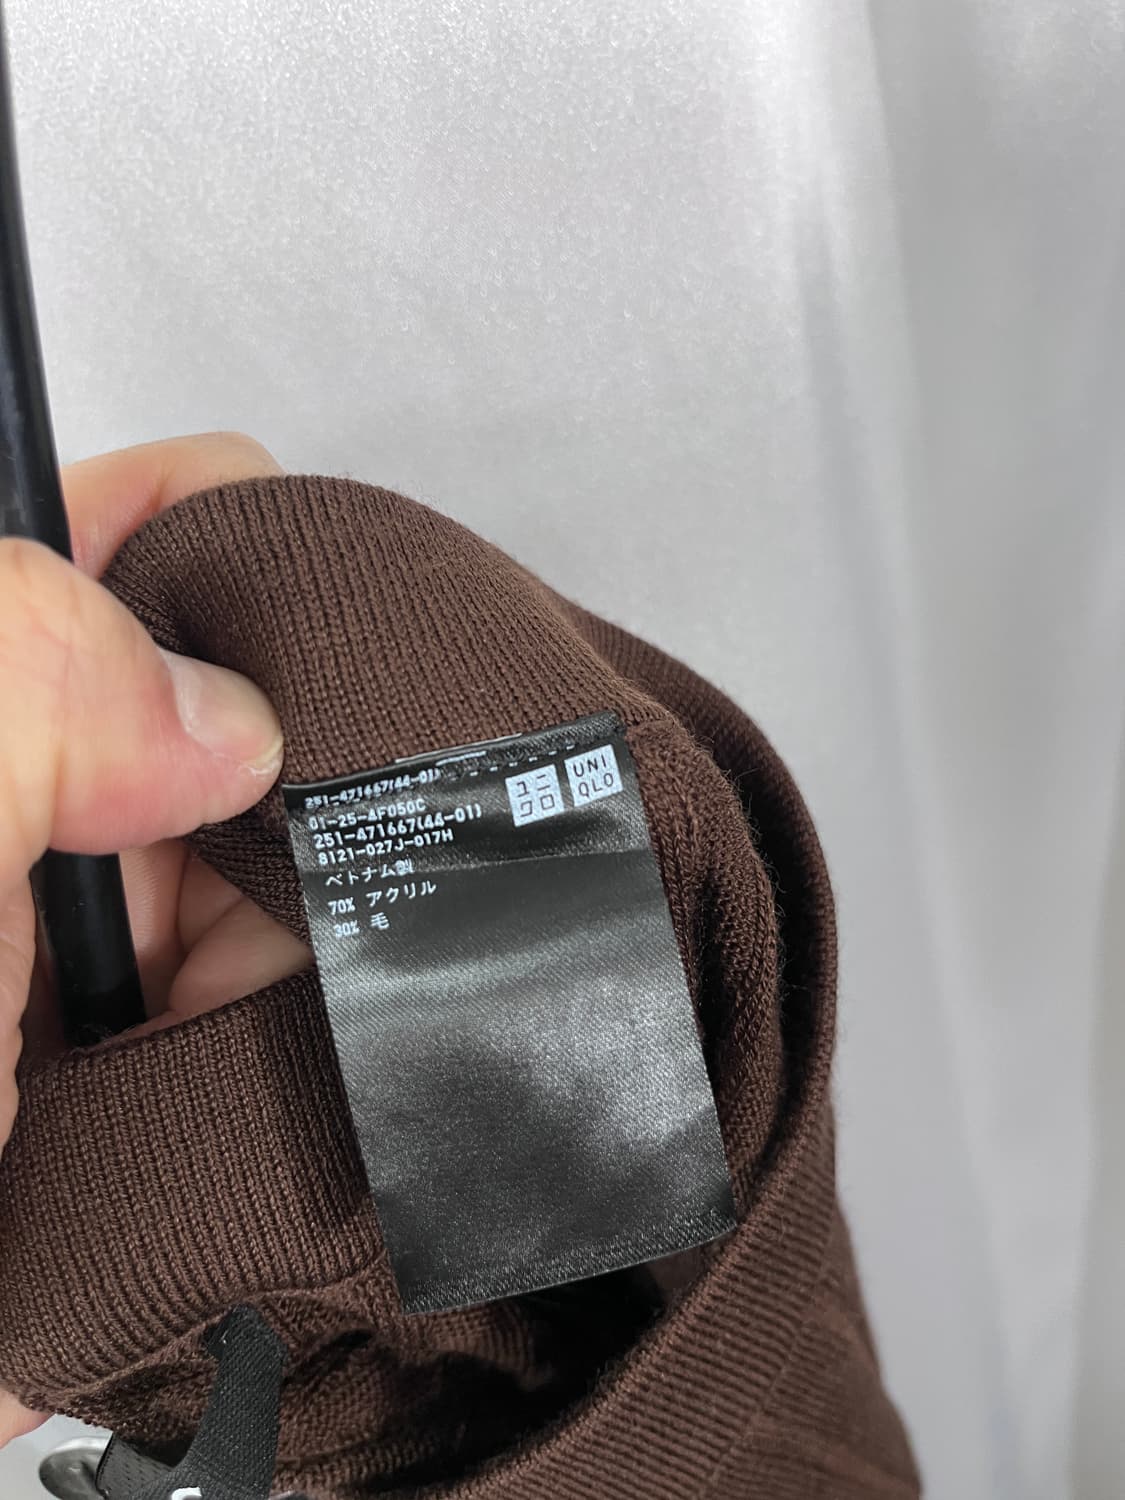 251-471667(44-01)
01-25-4F050C
251-471667(44-01)
8121-027J-017H
ベトナム製
70% アクリル
30% 毛
ユニ
クロ
UNI
QLO